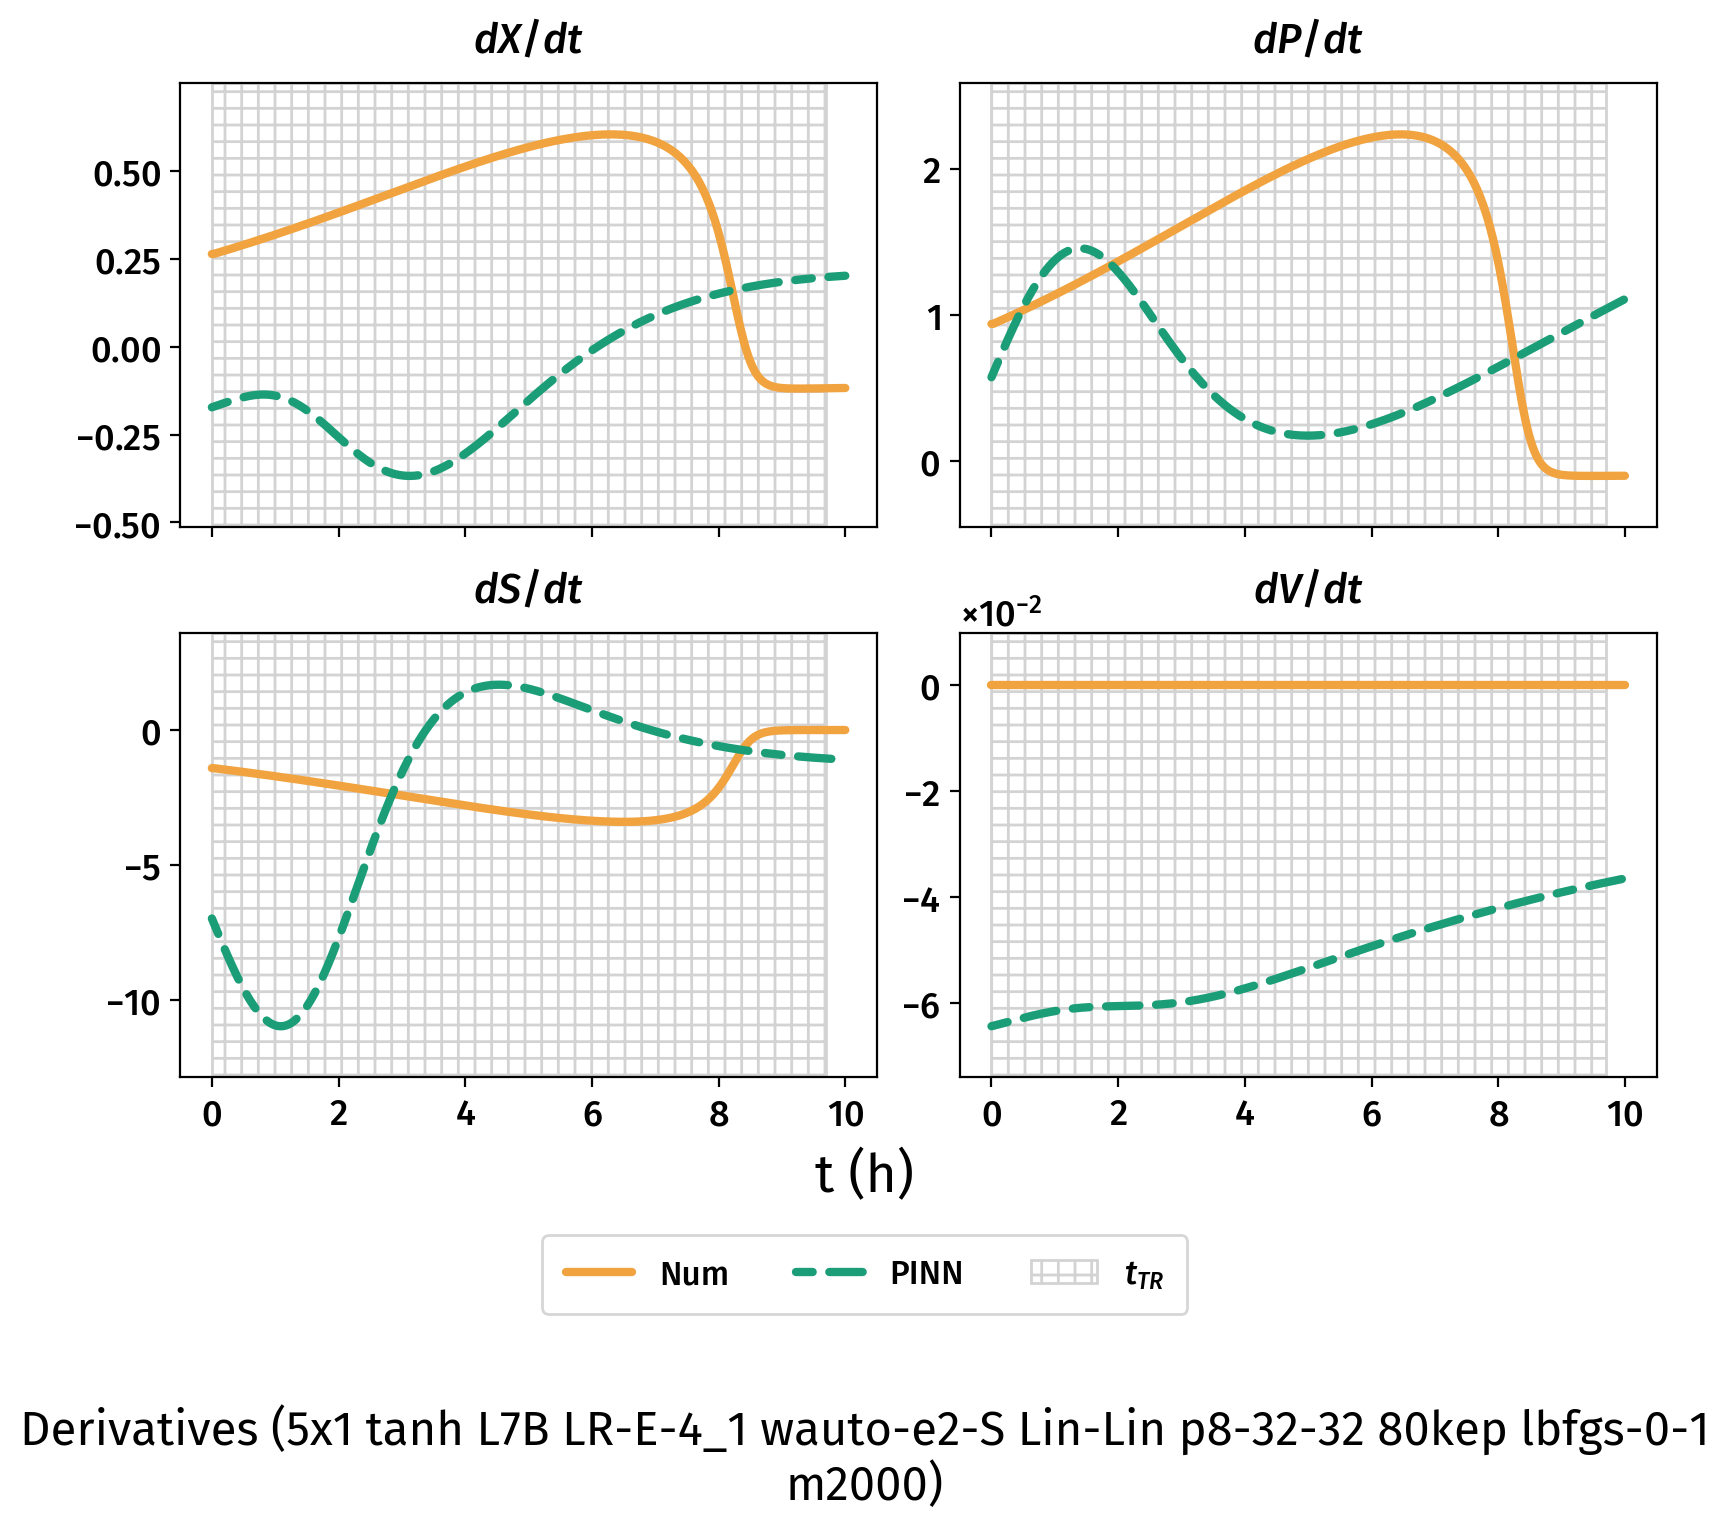 dX/dt
dP/dt
0.50
0.25
0.00
−0.25
−0.50
2
1
0
dS/dt
dV/dt
×10⁻²
0
−5
−10
0
−2
−4
−6
0 2 4 6 8 10
0 2 4 6 8 10
t (h)
Num PINN t_TR
Derivatives (5x1 tanh L7B LR-E-4_1 wauto-e2-S Lin-Lin p8-32-32 80kep lbfgs-0-1
m2000)